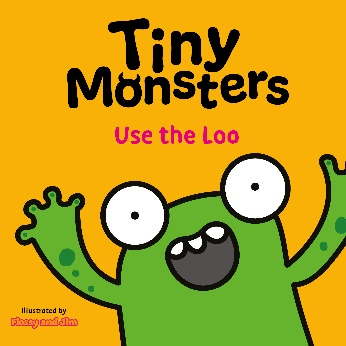 Tiny
Monsters
Use the Loo
Illustrated by
Flossy and Jim